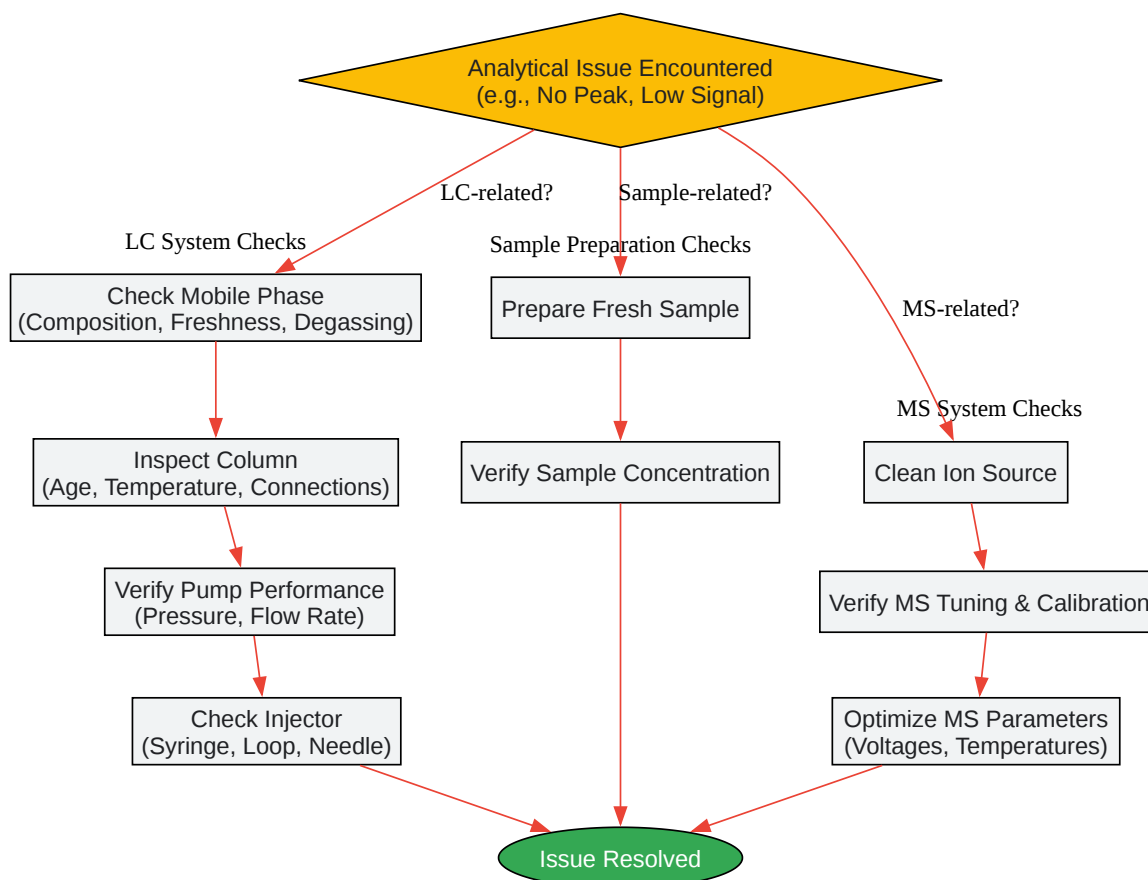 Analytical Issue Encountered
(e.g., No Peak, Low Signal)
LC-related?
Sample-related?
MS-related?
LC System Checks
Check Mobile Phase
(Composition, Freshness, Degassing)
Inspect Column
(Age, Temperature, Connections)
Verify Pump Performance
(Pressure, Flow Rate)
Check Injector
(Syringe, Loop, Needle)
Sample Preparation Checks
Prepare Fresh Sample
Verify Sample Concentration
MS System Checks
Clean Ion Source
Verify MS Tuning & Calibration
Optimize MS Parameters
(Voltages, Temperatures)
Issue Resolved